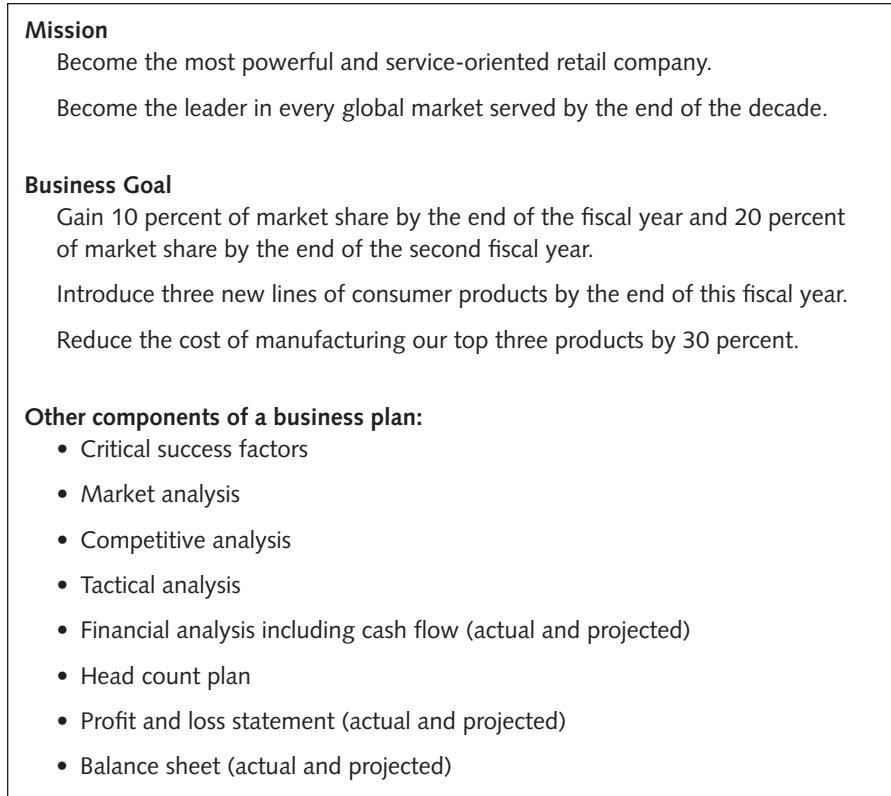 Mission
Become the most powerful and service-oriented retail company.
Become the leader in every global market served by the end of the decade.
Business Goal
Gain 10 percent of market share by the end of the fiscal year and 20 percent
of market share by the end of the second fiscal year.
Introduce three new lines of consumer products by the end of this fiscal year.
Reduce the cost of manufacturing our top three products by 30 percent.
Other components of a business plan:
• Critical success factors
• Market analysis
• Competitive analysis
• Tactical analysis
• Financial analysis including cash flow (actual and projected)
• Head count plan
• Profit and loss statement (actual and projected)
• Balance sheet (actual and projected)